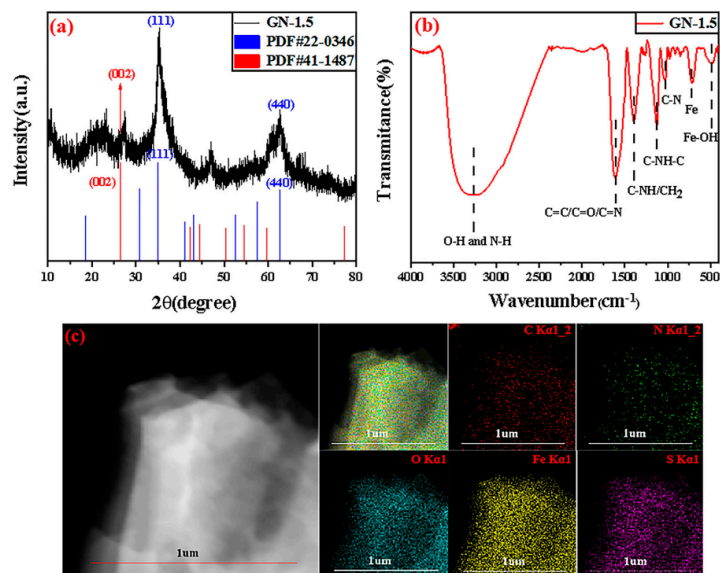 (a)
GN-1.5
PDF#22-0346
PDF#41-1487
(111)
(002)
(440)
(111)
(002)
(440)
Intensity(a.u.)
10 20 30 40 50 60 70 80
2θ(degree)
(b)
GN-1.5
Transmitance(%)
C-N
Fe
Fe-OH
C-NH-C
C-NH/CH2
C=C/C=O/C=N
O-H and N-H
4000 3500 3000 2500 2000 1500 1000 500
Wavenumber(cm-1)
(c)
1um
1um
C Kα1_2
1um
N Kα1_2
1um
O Kα1
1um
Fe Kα1
1um
S Kα1
1um